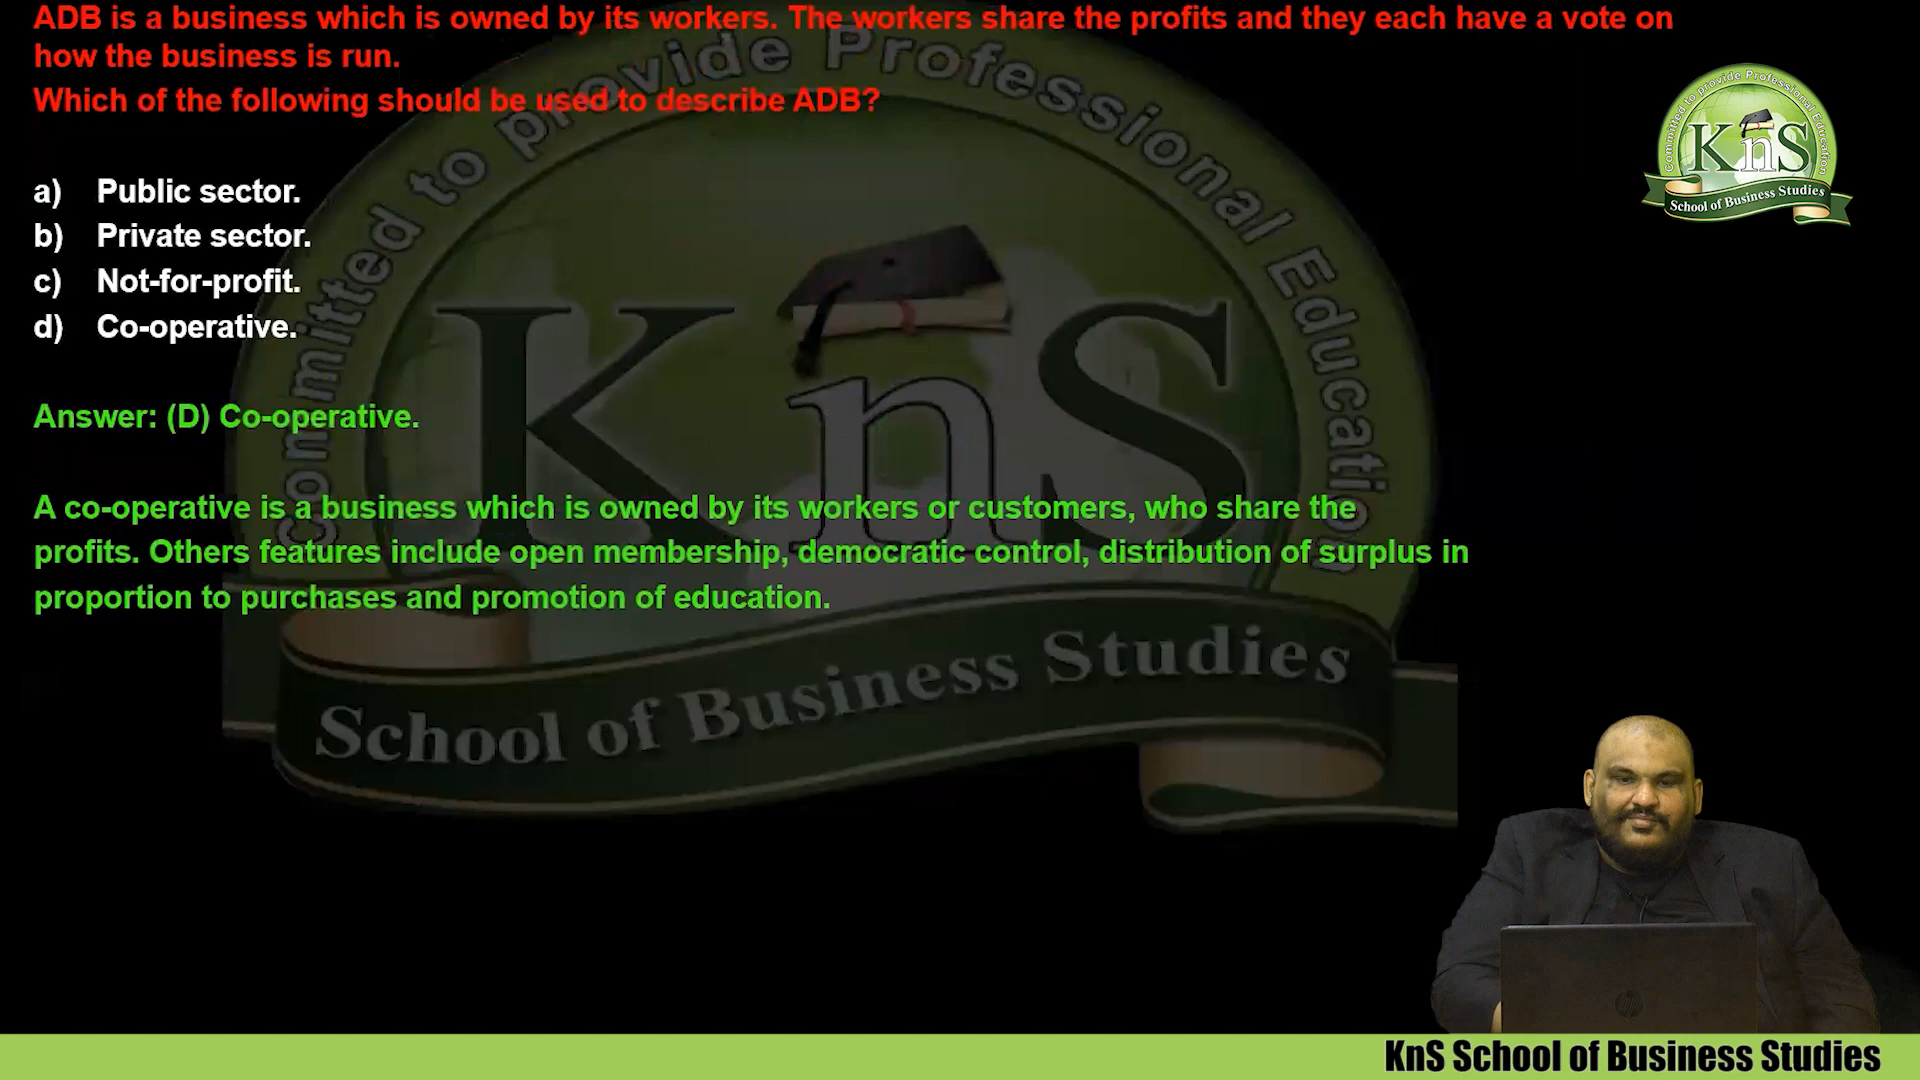 ADB is a business which is owned by its workers. The workers share the profits and they each have a vote on
how the business is run.
Which of the following should be used to describe ADB?
a) Public sector.
b) Private sector.
c) Not-for-profit.
d) Co-operative.
Answer: (D) Co-operative.
A co-operative is a business which is owned by its workers or customers, who share the
profits. Others features include open membership, democratic control, distribution of surplus in
proportion to purchases and promotion of education.
Committed to provide Professional Education
KnS
School of Business Studies
Committed to provide Professional Education
KnS
School of Business Studies
hp
KnS School of Business Studies